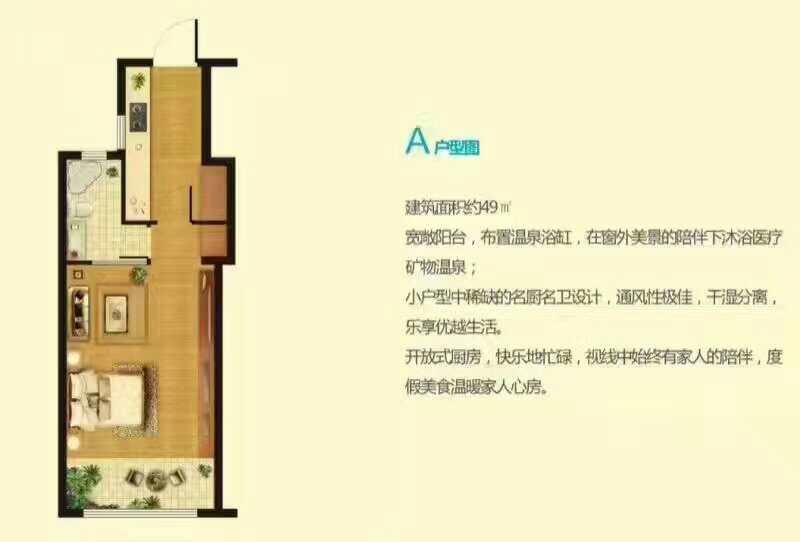 A 户型图
建筑面积约49㎡
宽敞阳台，布置温泉浴缸，在窗外美景的陪伴下沐浴医疗
矿物温泉；
小户型中稀缺的名厨名卫设计，通风性极佳，干湿分离，
乐享优越生活。
开放式厨房，快乐地忙碌，视线中始终有家人的陪伴，度
假美食温暖家人心房。